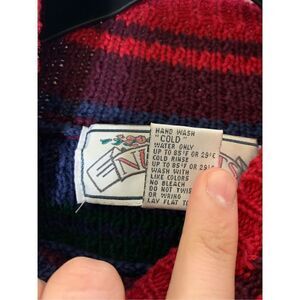 HAND WASH
"COLD"
WATER ONLY
UP TO 85°F OR 29°C
COLD RINSE
UP TO 85°F OR 29°
WASH WITH
LIKE COLORS
NO BLEACH
DO NOT TWIST
OR WRING
LAY FLAT TO